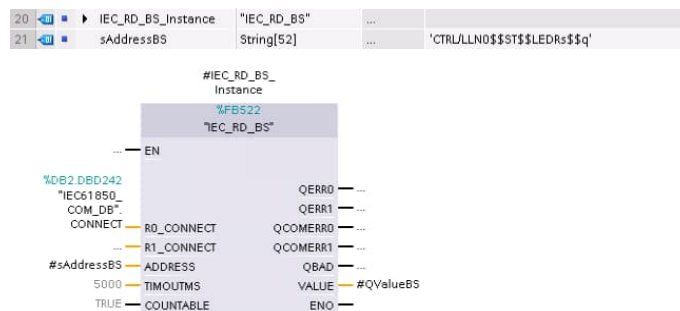 20 IEC_RD_BS_Instance "IEC_RD_BS" ...
21 sAddressBS String[52] ... 'CTRL/LLN0$$ST$$LEDRs$$q'
#IEC_RD_BS_
Instance
%FB522
"IEC_RD_BS"
... EN
%DB2.DBD242
"IEC61850_
COM_DB".
CONNECT R0_CONNECT
QERR0 ...
QERR1 ...
QCOMERR0 ...
... R1_CONNECT QCOMERR1 ...
#sAddressBS ADDRESS QBAD ...
5000 TIMOUTMS VALUE #QValueBS
TRUE COUNTABLE ENO